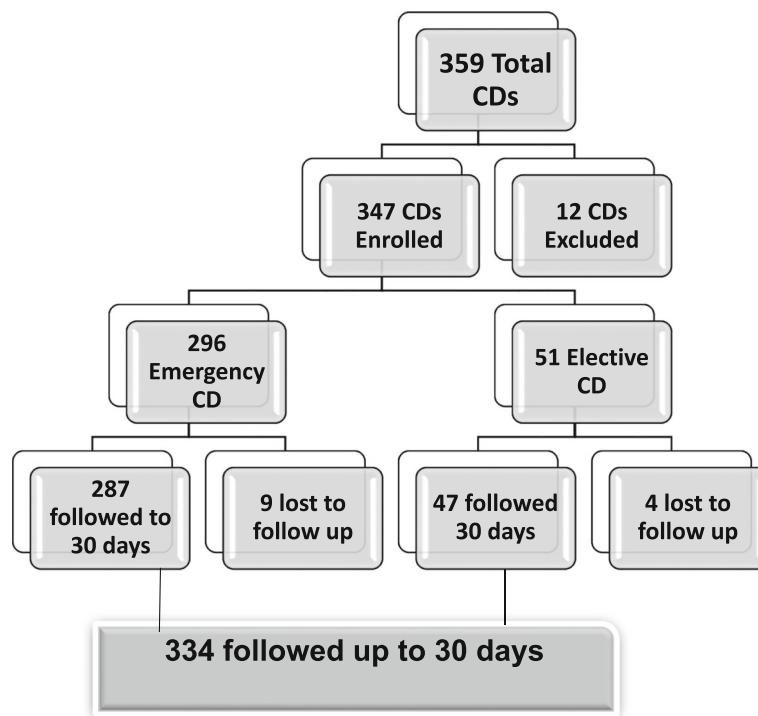 359 Total
CDs
347 CDs
Enrolled
12 CDs
Excluded
296
Emergency
CD
51 Elective
CD
287
followed to
30 days
9 lost to
follow up
47 followed
30 days
4 lost to
follow up
334 followed up to 30 days